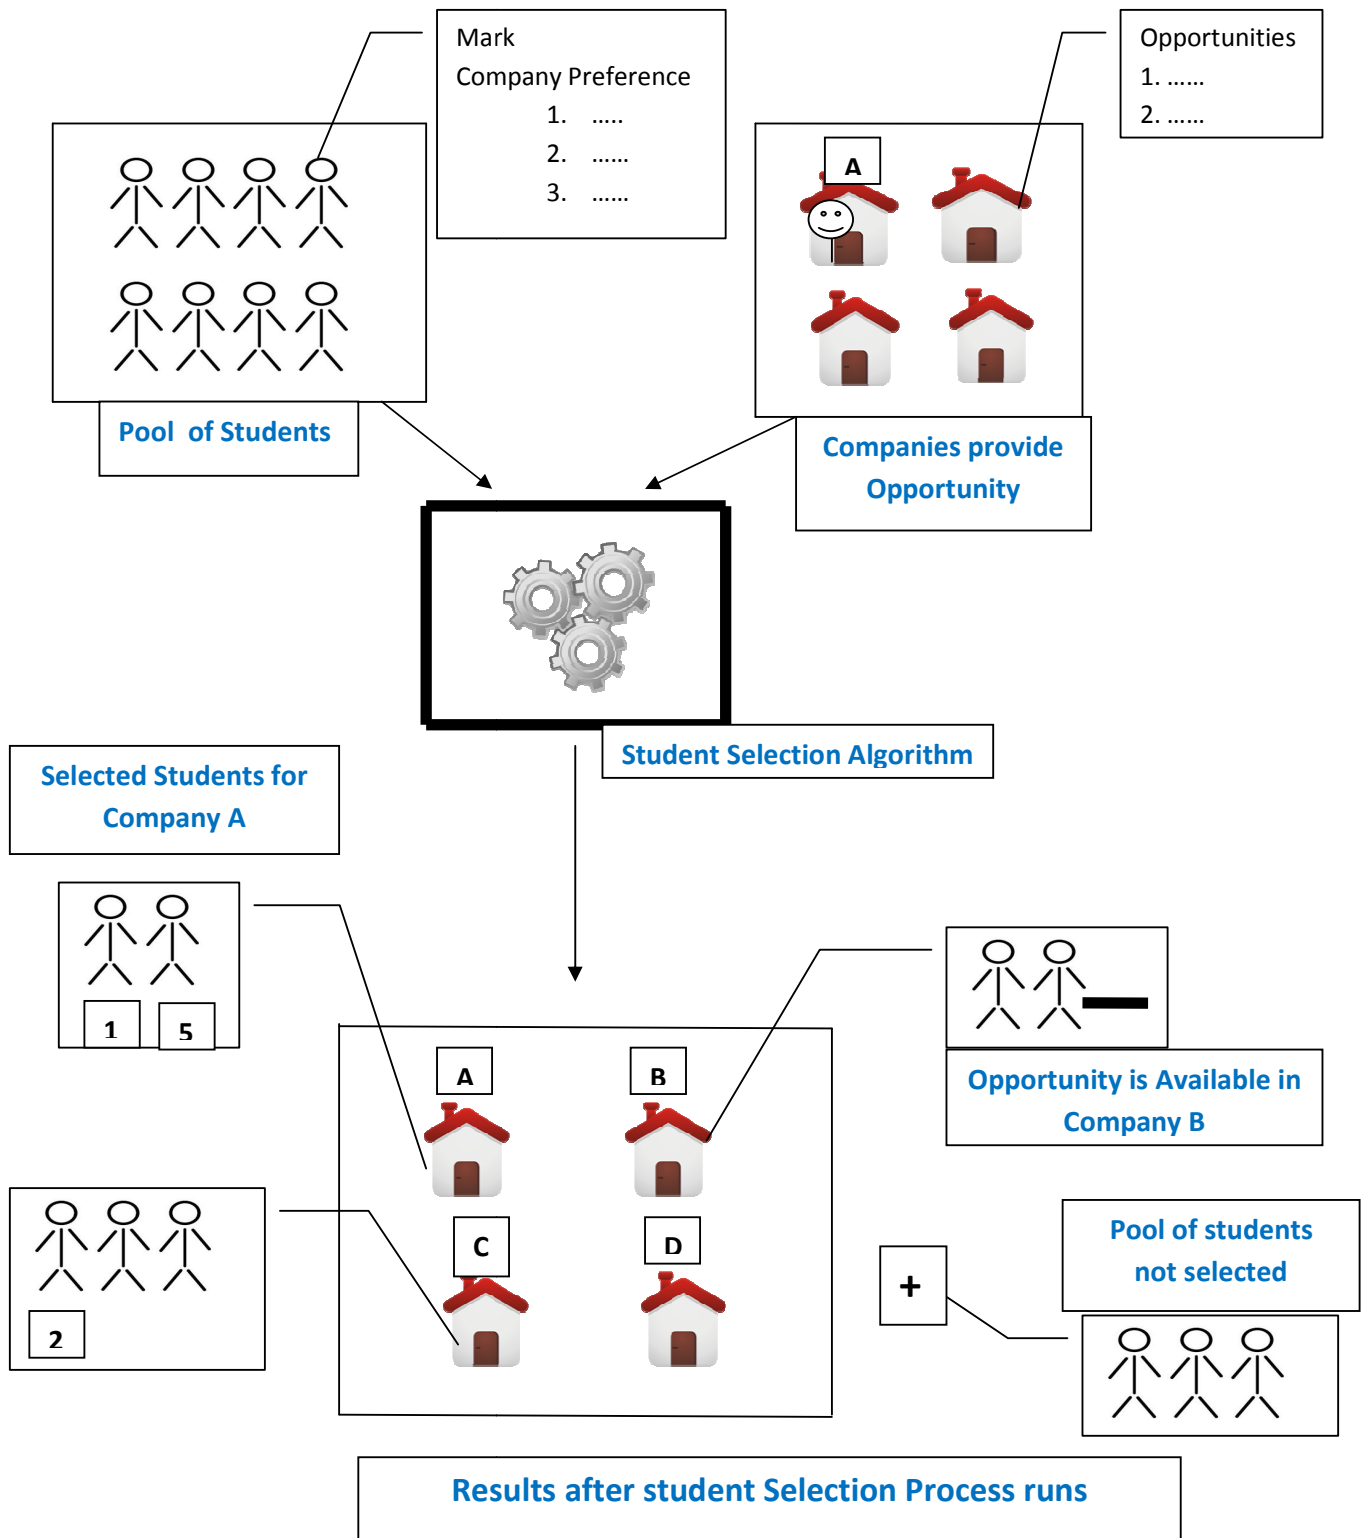 Mark
Company Preference
1. .....
2. ......
3. ......
Opportunities
1. ......
2. ......
A
Pool of Students
Companies provide
Opportunity
Student Selection Algorithm
Selected Students for
Company A
1
5
A
B
Opportunity is Available in
Company B
2
C
D
+
Pool of students
not selected
Results after student Selection Process runs